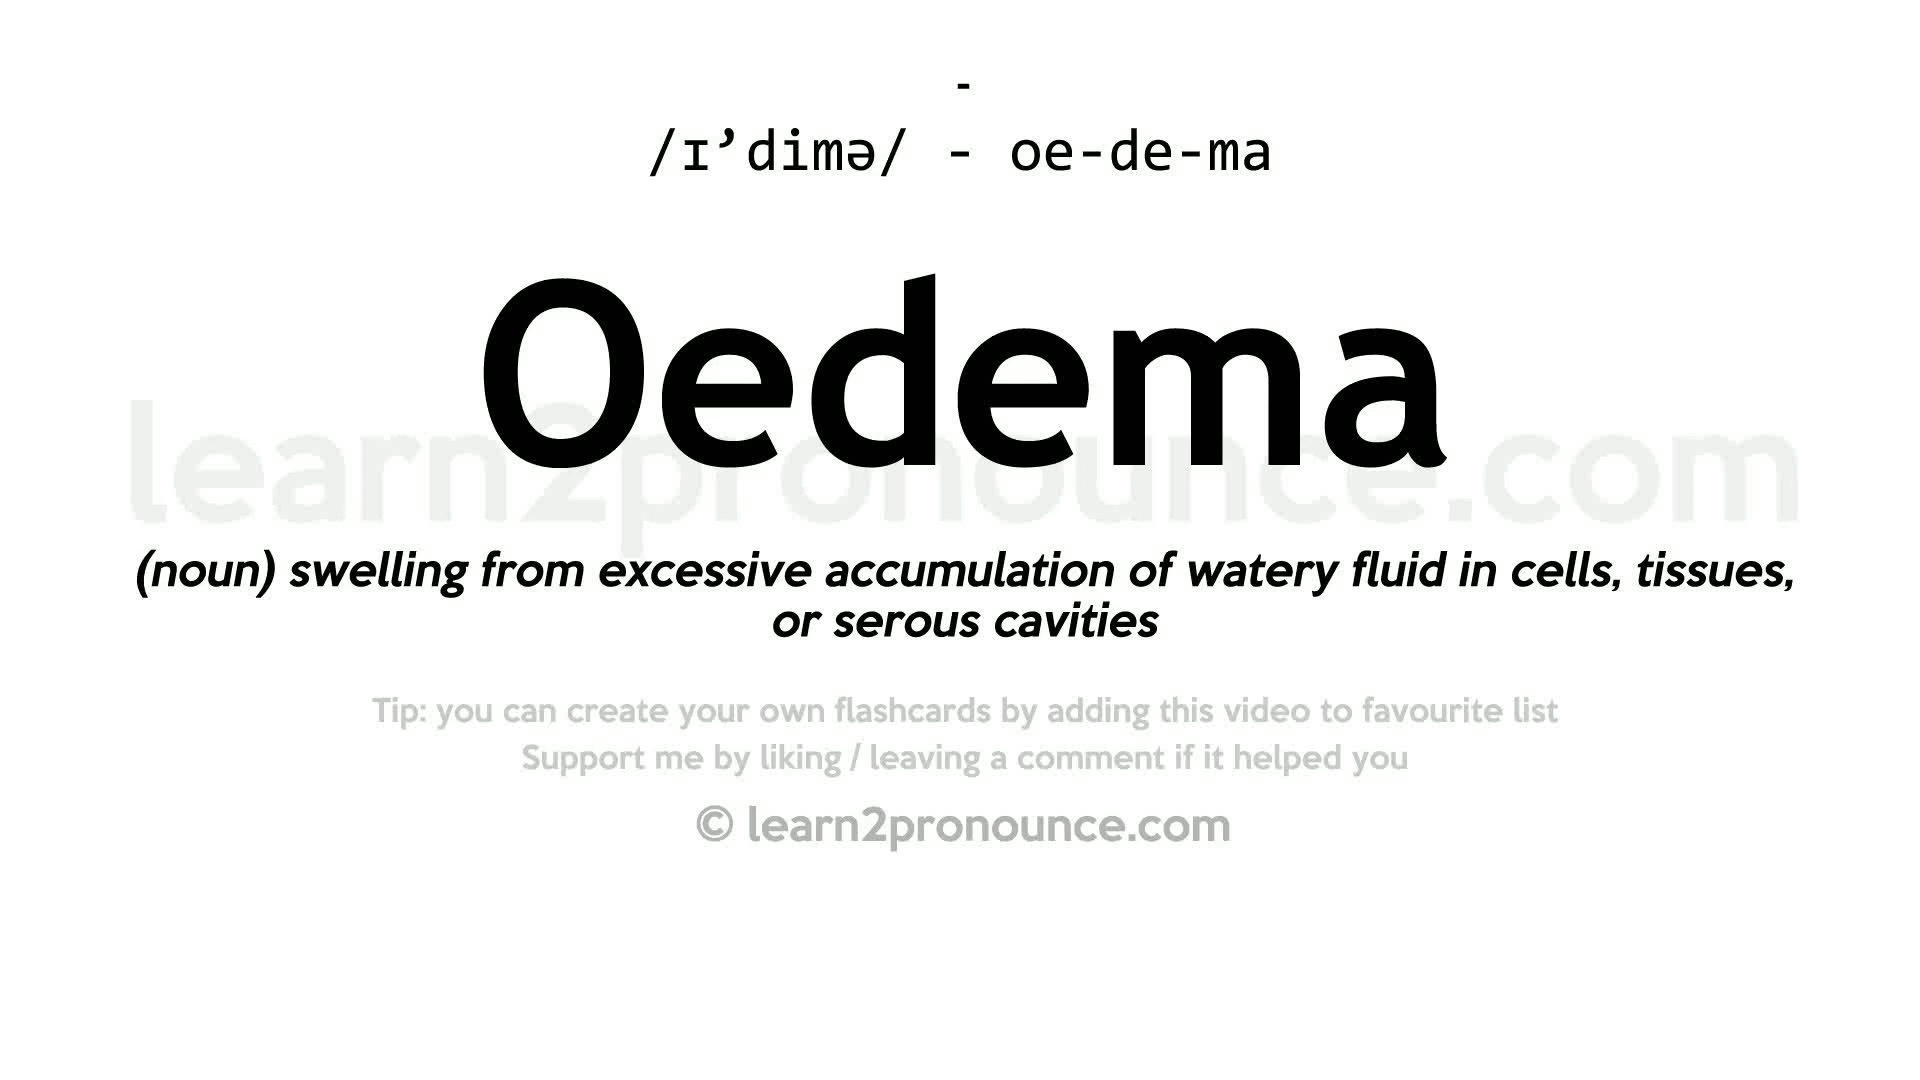 -
/ɪ’dimə/ - oe-de-ma
Oedema
learn2pronounce.com
(noun) swelling from excessive accumulation of watery fluid in cells, tissues,
or serous cavities
Tip: you can create your own flashcards by adding this video to favourite list
Support me by liking / leaving a comment if it helped you
© learn2pronounce.com